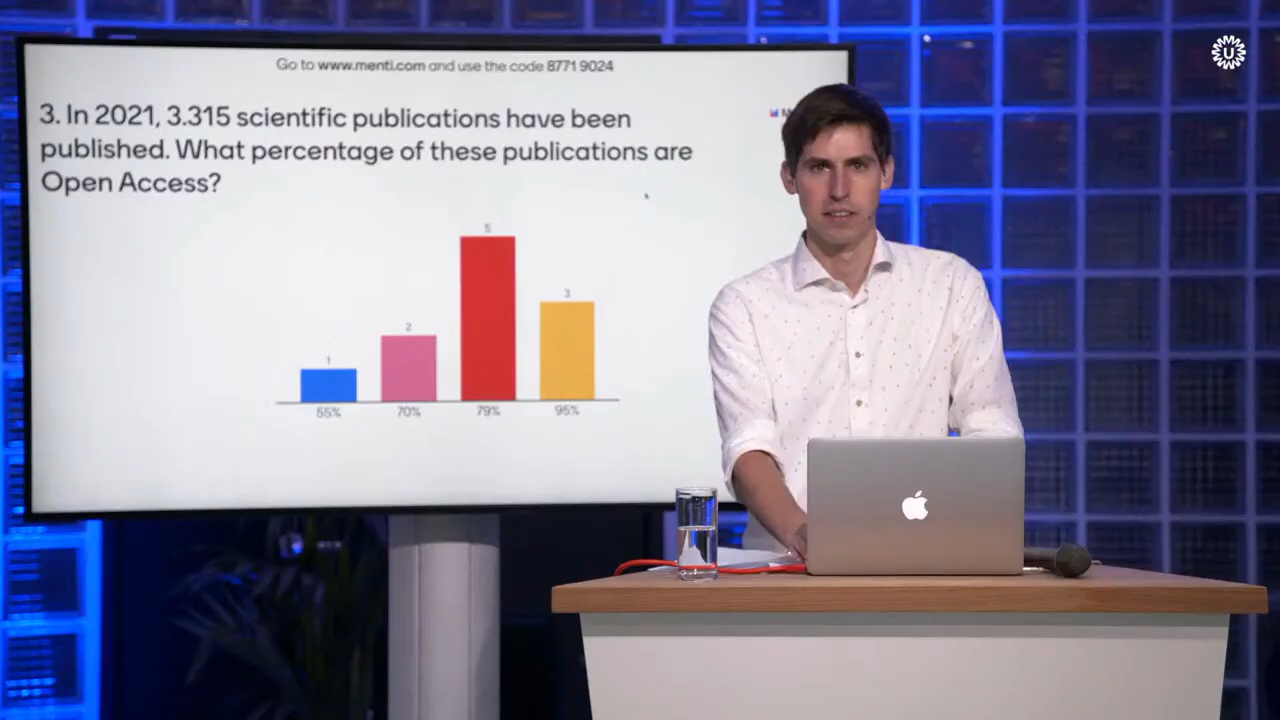 Go to www.menti.com and use the code 8771 9024
3. In 2021, 3.315 scientific publications have been
published. What percentage of these publications are
Open Access?
5
3
2
1
55%
70%
79%
95%
U